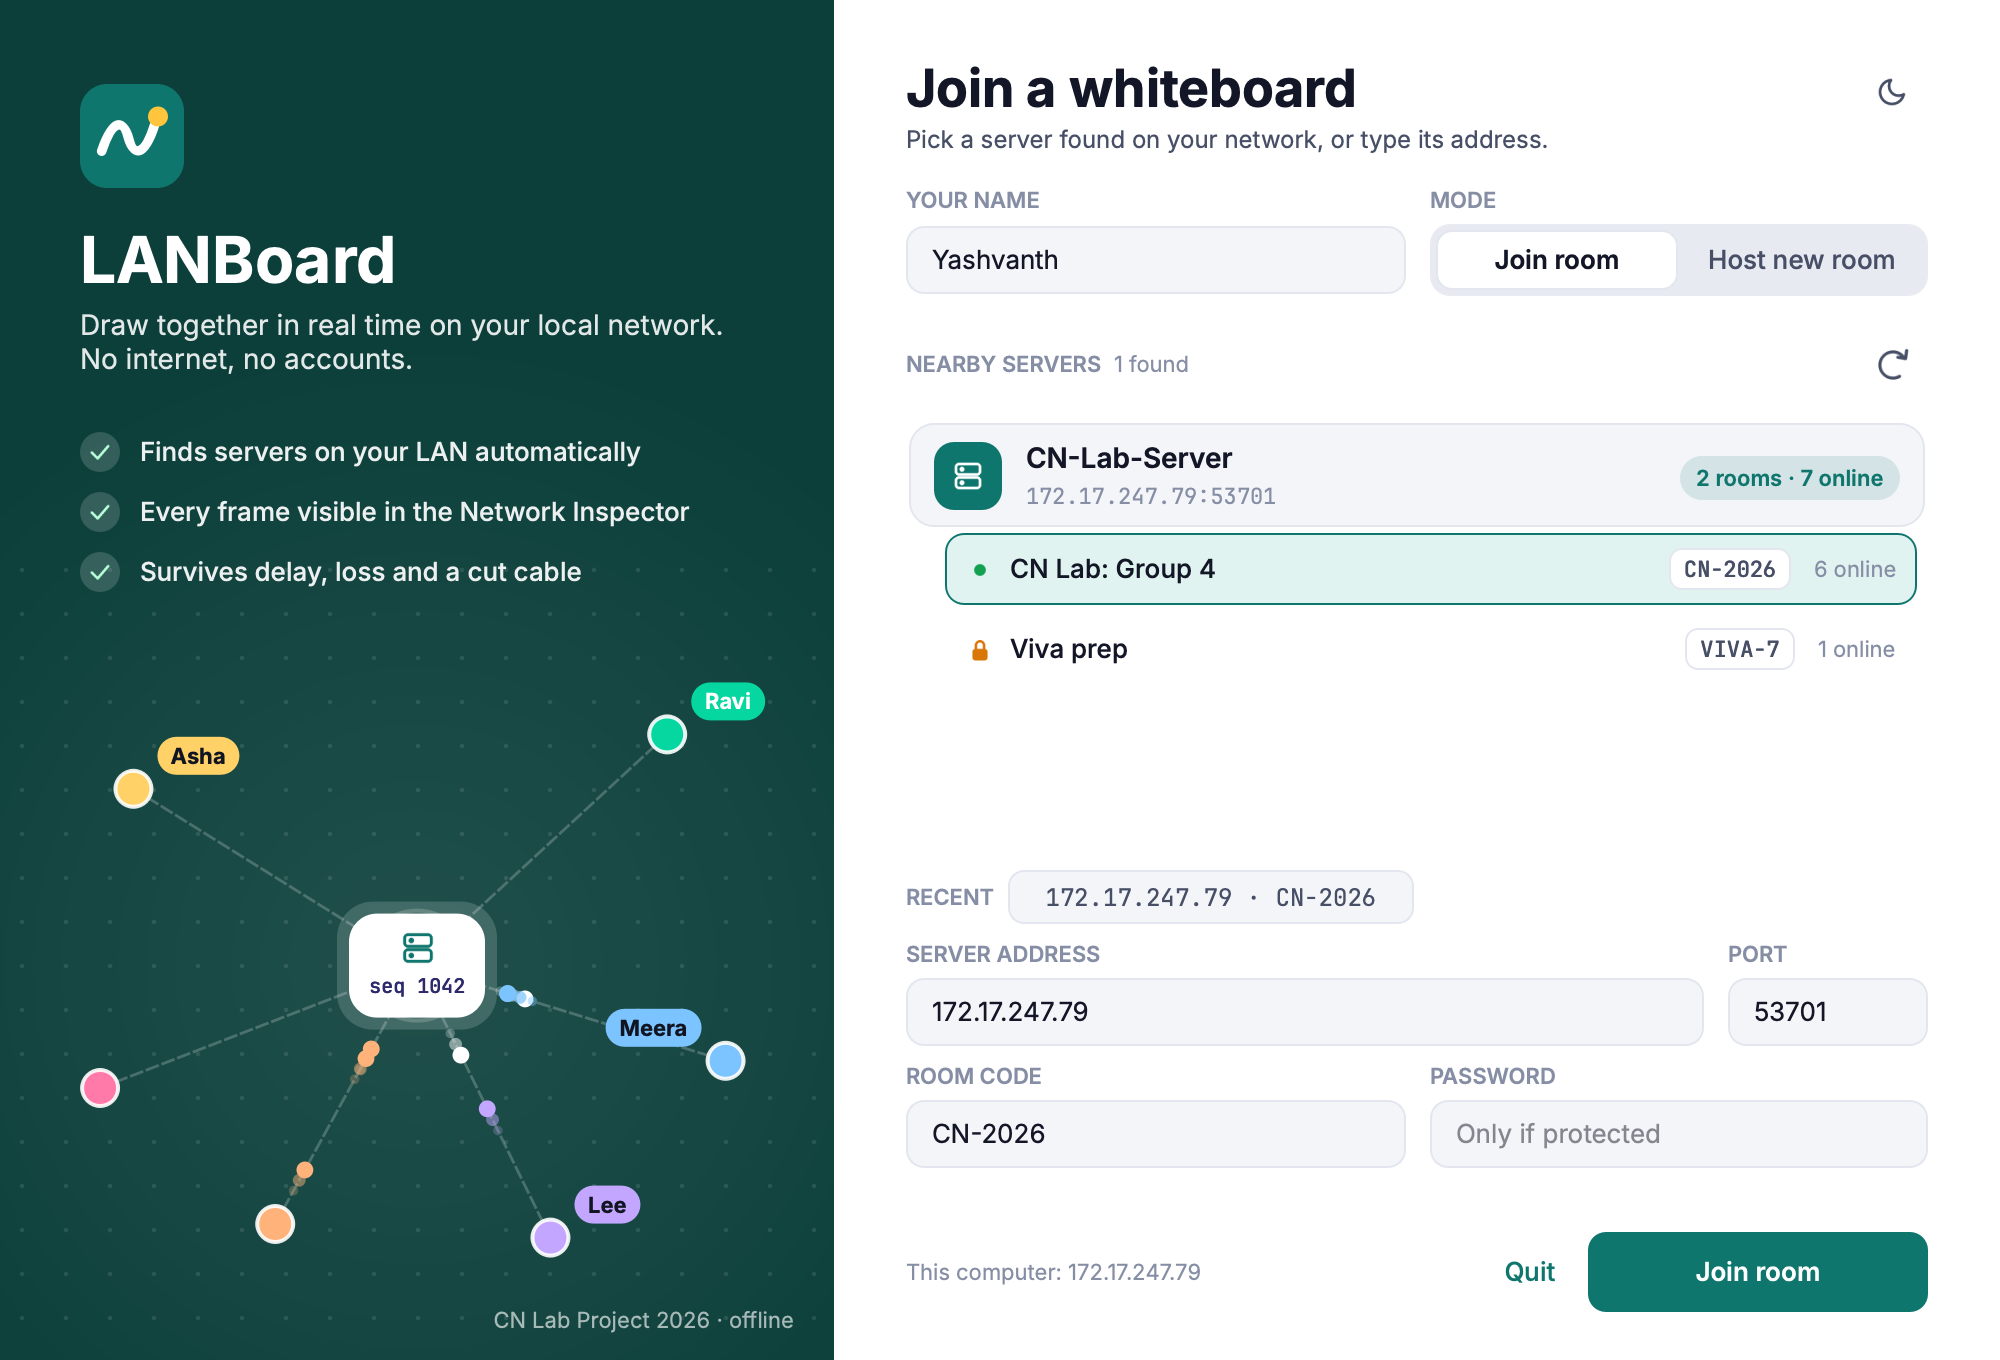 LANBoard
Draw together in real time on your local network.
No internet, no accounts.
Finds servers on your LAN automatically
Every frame visible in the Network Inspector
Survives delay, loss and a cut cable
Ravi
Asha
seq 1042
Meera
Lee
CN Lab Project 2026 · offline
Join a whiteboard
Pick a server found on your network, or type its address.
YOUR NAME
Yashvanth
MODE
Join room
Host new room
NEARBY SERVERS 1 found
CN-Lab-Server
172.17.247.79:53701
2 rooms · 7 online
CN Lab: Group 4 CN-2026 6 online
Viva prep VIVA-7 1 online
RECENT 172.17.247.79 · CN-2026
SERVER ADDRESS
172.17.247.79
PORT
53701
ROOM CODE
CN-2026
PASSWORD
Only if protected
This computer: 172.17.247.79
Quit
Join room